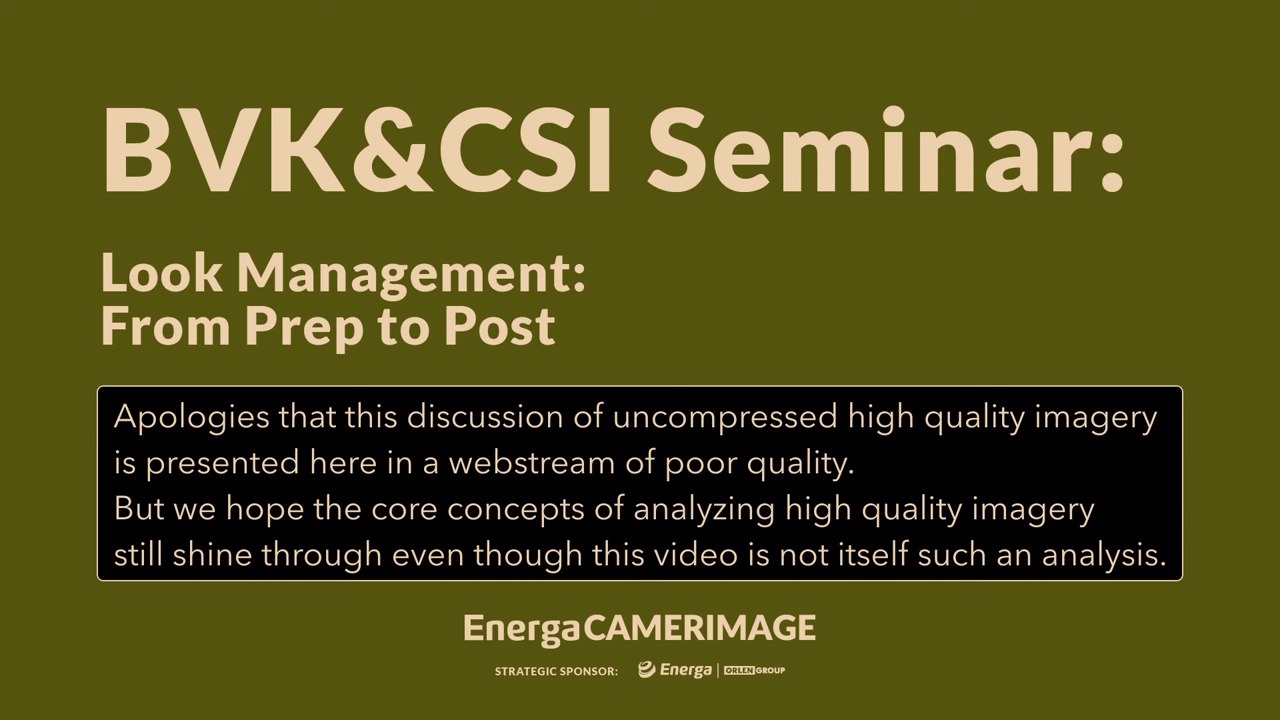 BVK&CSI Seminar:
Look Management:
From Prep to Post
Apologies that this discussion of uncompressed high quality imagery
is presented here in a webstream of poor quality.
But we hope the core concepts of analyzing high quality imagery
still shine through even though this video is not itself such an analysis.
EnergaCAMERIMAGE
STRATEGIC SPONSOR: Energa | ORLEN GROUP